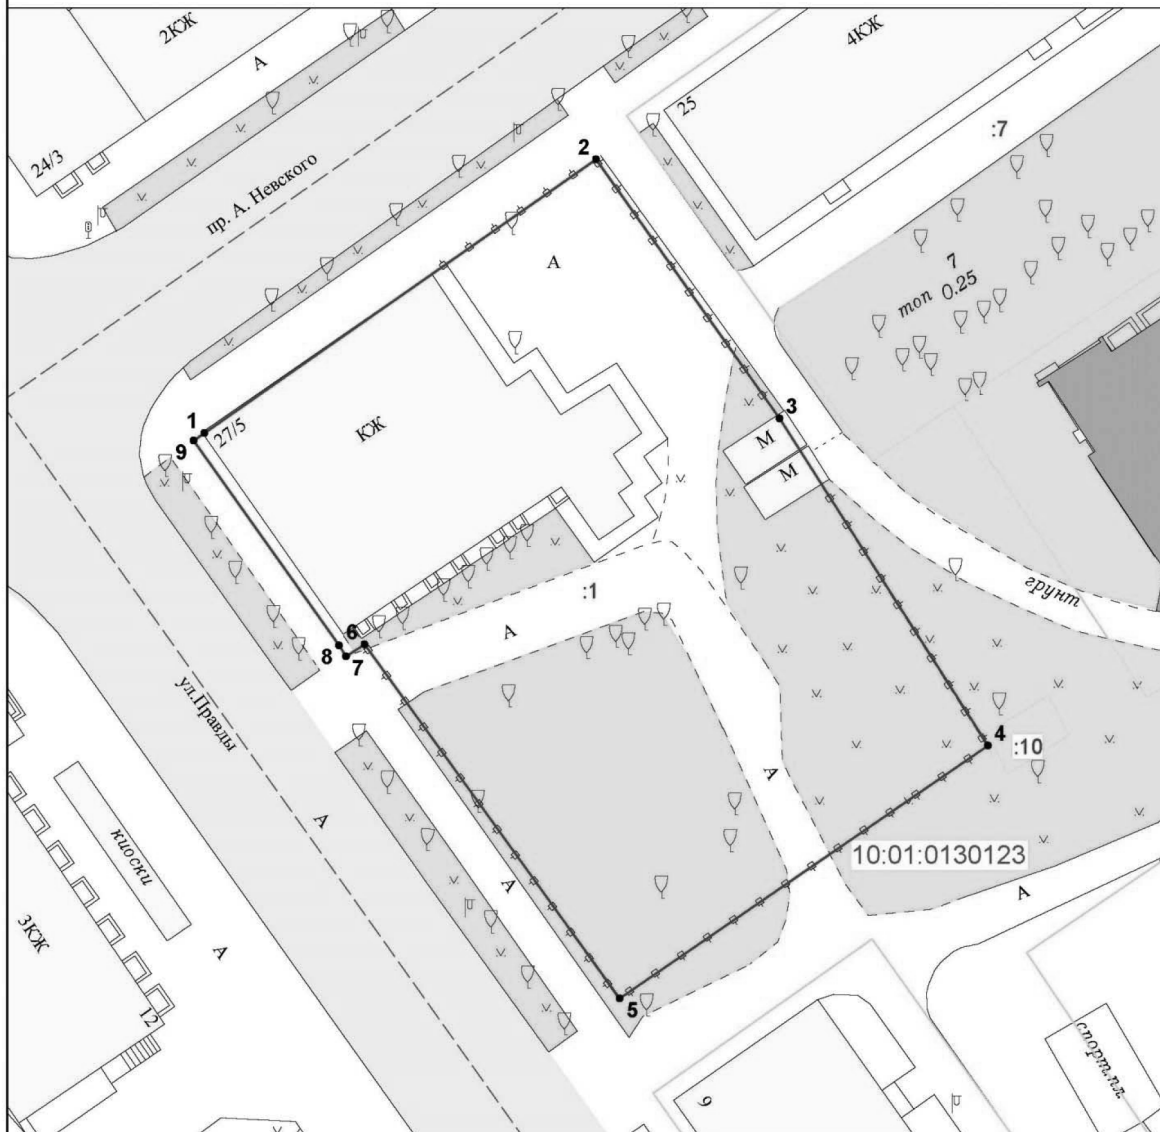 2КЖ
А
4КЖ
25
:7
24/3
2
пр. А. Невского
А
7
топ 0.25
3
1
27/5
9
КЖ
М
М
грунт
:1
6
А
8
7
ул.Правды
4
:10
А
А
киоски
10:01:0130123
А
А
3КЖ
А
5
12
спорт.пл.
9